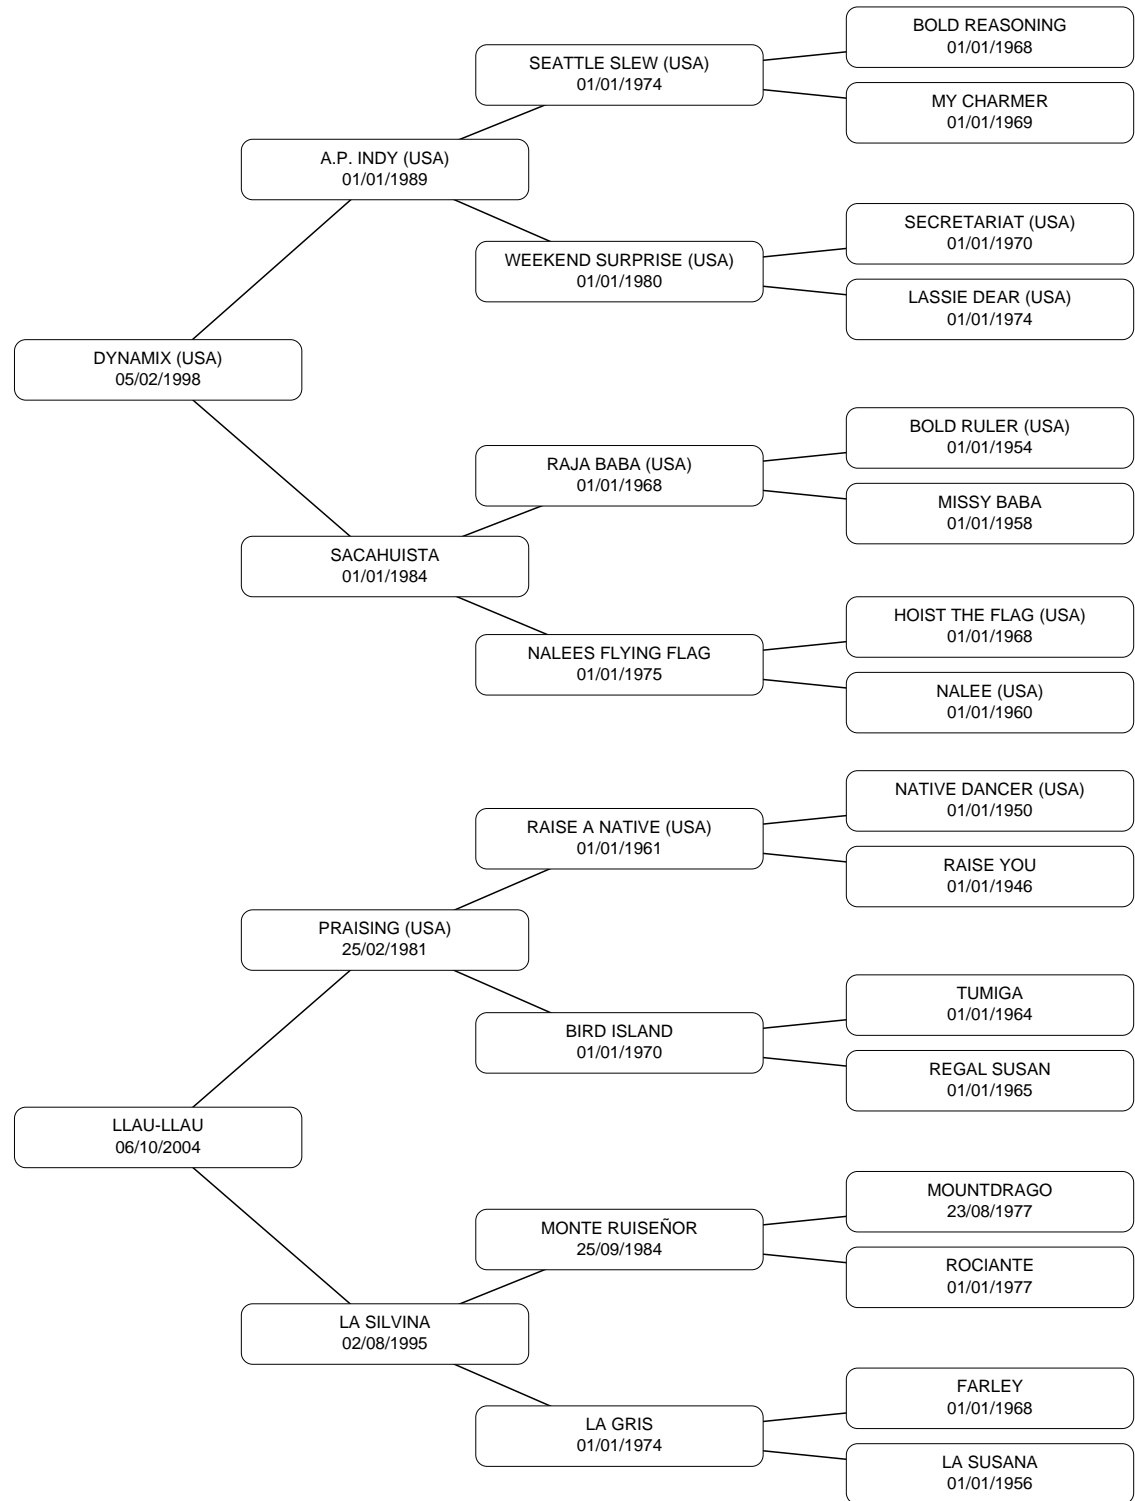 BOLD REASONING
01/01/1968
SEATTLE SLEW (USA)
01/01/1974
MY CHARMER
01/01/1969
A.P. INDY (USA)
01/01/1989
SECRETARIAT (USA)
01/01/1970
WEEKEND SURPRISE (USA)
01/01/1980
LASSIE DEAR (USA)
01/01/1974
DYNAMIX (USA)
05/02/1998
BOLD RULER (USA)
01/01/1954
RAJA BABA (USA)
01/01/1968
MISSY BABA
01/01/1958
SACAHUISTA
01/01/1984
HOIST THE FLAG (USA)
01/01/1968
NALEES FLYING FLAG
01/01/1975
NALEE (USA)
01/01/1960
NATIVE DANCER (USA)
01/01/1950
RAISE A NATIVE (USA)
01/01/1961
RAISE YOU
01/01/1946
PRAISING (USA)
25/02/1981
TUMIGA
01/01/1964
BIRD ISLAND
01/01/1970
REGAL SUSAN
01/01/1965
LLAU-LLAU
06/10/2004
MOUNTDRAGO
23/08/1977
MONTE RUISEÑOR
25/09/1984
ROCIANTE
01/01/1977
LA SILVINA
02/08/1995
FARLEY
01/01/1968
LA GRIS
01/01/1974
LA SUSANA
01/01/1956